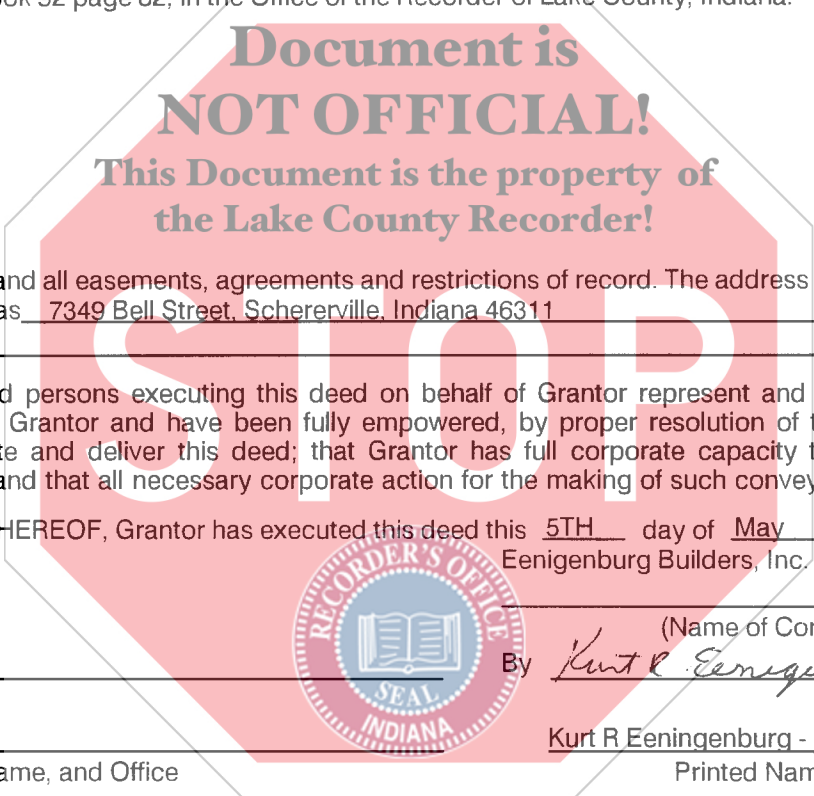 ook 92 page 82, in the Office of the Recorder of Lake County, Indiana.
Document is
NOT OFFICIAL!
This Document is the property of
the Lake County Recorder!
and all easements, agreements and restrictions of record. The address
as 7349 Bell Street, Schererville, Indiana 46311
STOP
d persons executing this deed on behalf of Grantor represent and
Grantor and have been fully empowered, by proper resolution of t
te and deliver this deed; that Grantor has full corporate capacity t
and that all necessary corporate action for the making of such convey
HEREOF, Grantor has executed this deed this 5TH day of May
Eenigenburg Builders, Inc.
RECORDER'S OFFICE
SEAL
INDIANA
(Name of Cor
By Kurt R Eenige
Kurt R Eeningenburg -
ame, and Office
Printed Nam